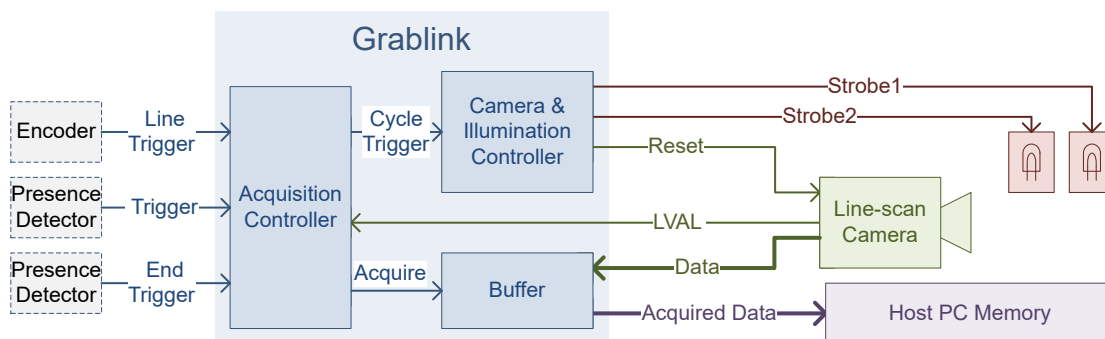 Grablink
Encoder
Line
Trigger
Presence
Detector
Trigger
Presence
Detector
End
Trigger
Acquisition
Controller
Cycle
Trigger
Camera &
Illumination
Controller
Acquire
Buffer
Strobe1
Strobe2
Reset
LVAL
Data
Acquired Data
Line-scan
Camera
Host PC Memory